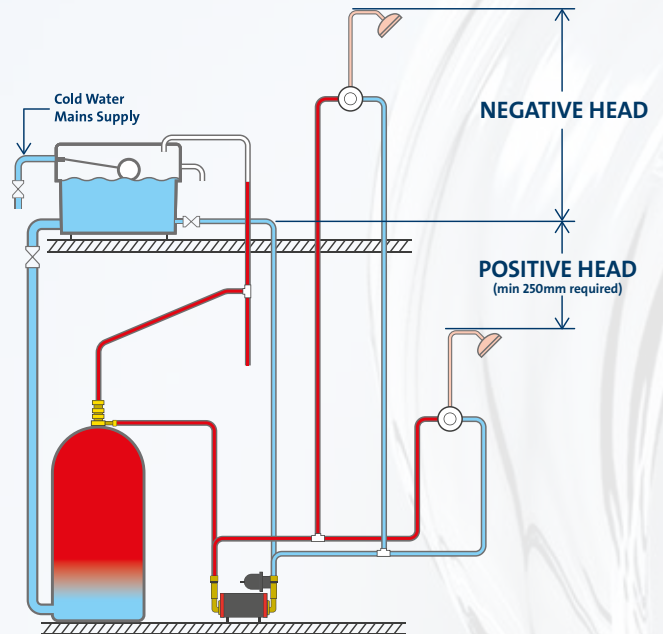 Cold Water
Mains Supply
NEGATIVE HEAD
POSITIVE HEAD
(min 250mm required)